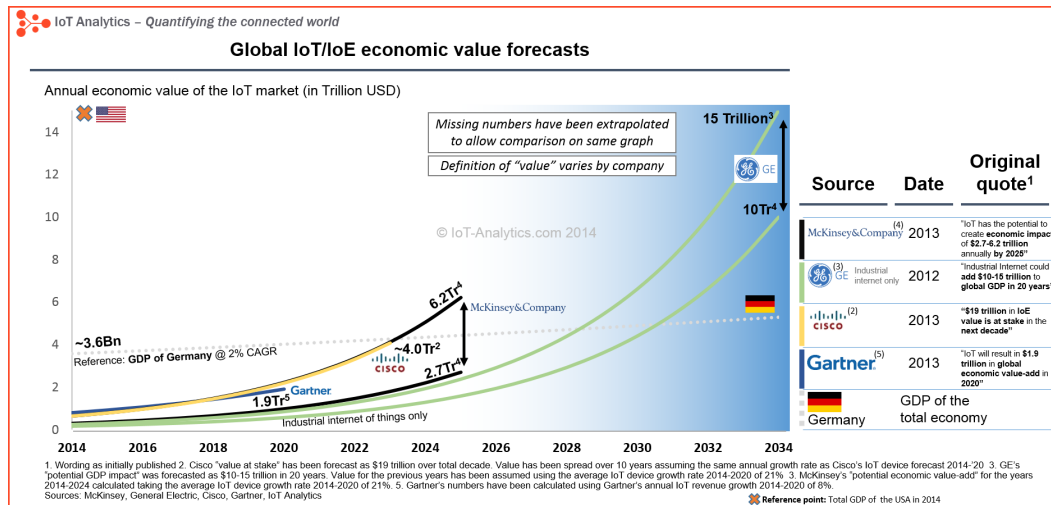 IoT Analytics – Quantifying the connected world
Global IoT/IoE economic value forecasts
Annual economic value of the IoT market (in Trillion USD)
14
12
10
8
6
4
2
0
2014 2016 2018 2020 2022 2024 2026 2028 2030 2032 2034
Missing numbers have been extrapolated
to allow comparison on same graph
Definition of "value" varies by company
© IoT-Analytics.com 2014
15 Trillion3
GE
10Tr4
6.2Tr4
McKinsey&Company
~4.0Tr2
CISCO
2.7Tr4
~3.6Bn
Reference: GDP of Germany @ 2% CAGR
Gartner
1.9Tr5
Industrial internet of things only
Source Date Original
quote1
McKinsey&Company (4) 2013 "IoT has the potential to
create economic impac
of $2.7-6.2 trillion
annually by 2025"
(3) GE Industrial
internet only 2012 "Industrial Internet could
add $10-15 trillion to
global GDP in 20 years"
CISCO (2) 2013 "$19 trillion in IoE
value is at stake in the
next decade"
Gartner (5) 2013 "IoT will result in $1.9
trillion in global
economic value-add in
2020"
Germany GDP of the
total economy
1. Wording as initially published 2. Cisco "value at stake" has been forecast as $19 trillion over total decade. Value has been spread over 10 years assuming the same annual growth rate as Cisco's IoT device forecast 2014-'20 3. GE's
"potential GDP impact" was forecasted as $10-15 trillion in 20 years. Value for the previous years has been assumed using the average IoT device growth rate 2014-2020 of 21% 3. McKinsey's "potential economic value-add" for the years
2014-2024 calculated taking the average IoT device growth rate 2014-2020 of 21%. 5. Gartner's numbers have been calculated using Gartner's annual IoT revenue growth 2014-2020 of 8%.
Sources: McKinsey, General Electric, Cisco, Gartner, IoT Analytics
Reference point: Total GDP of the USA in 2014